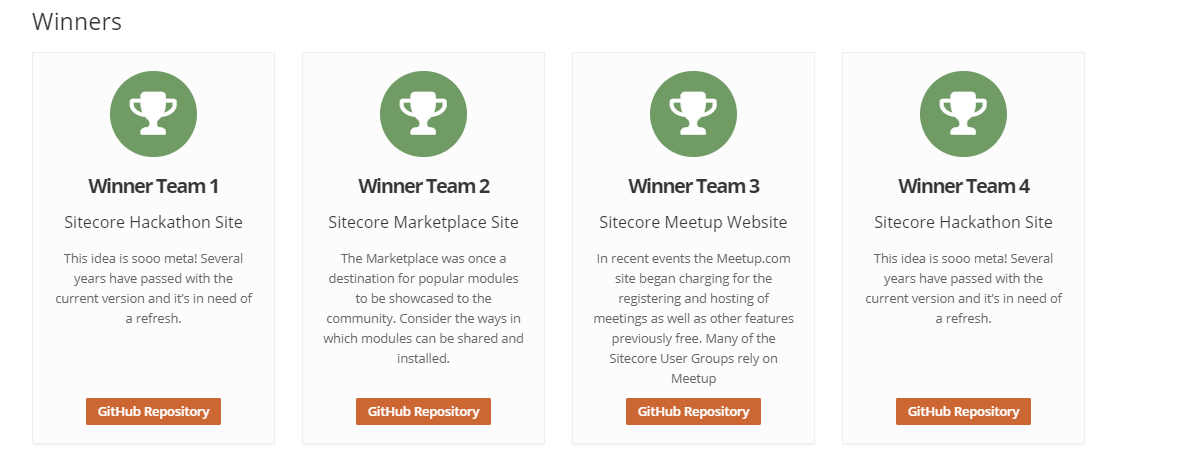 Winners
Winner Team 1
Sitecore Hackathon Site
This idea is sooo meta! Several
years have passed with the
current version and it's in need of
a refresh.
GitHub Repository
Winner Team 2
Sitecore Marketplace Site
The Marketplace was once a
destination for popular modules
to be showcased to the
community. Consider the ways in
which modules can be shared and
installed.
GitHub Repository
Winner Team 3
Sitecore Meetup Website
In recent events the Meetup.com
site began charging for the
registering and hosting of
meetings as well as other features
previously free. Many of the
Sitecore User Groups rely on
Meetup
GitHub Repository
Winner Team 4
Sitecore Hackathon Site
This idea is sooo meta! Several
years have passed with the
current version and it's in need of
a refresh.
GitHub Repository